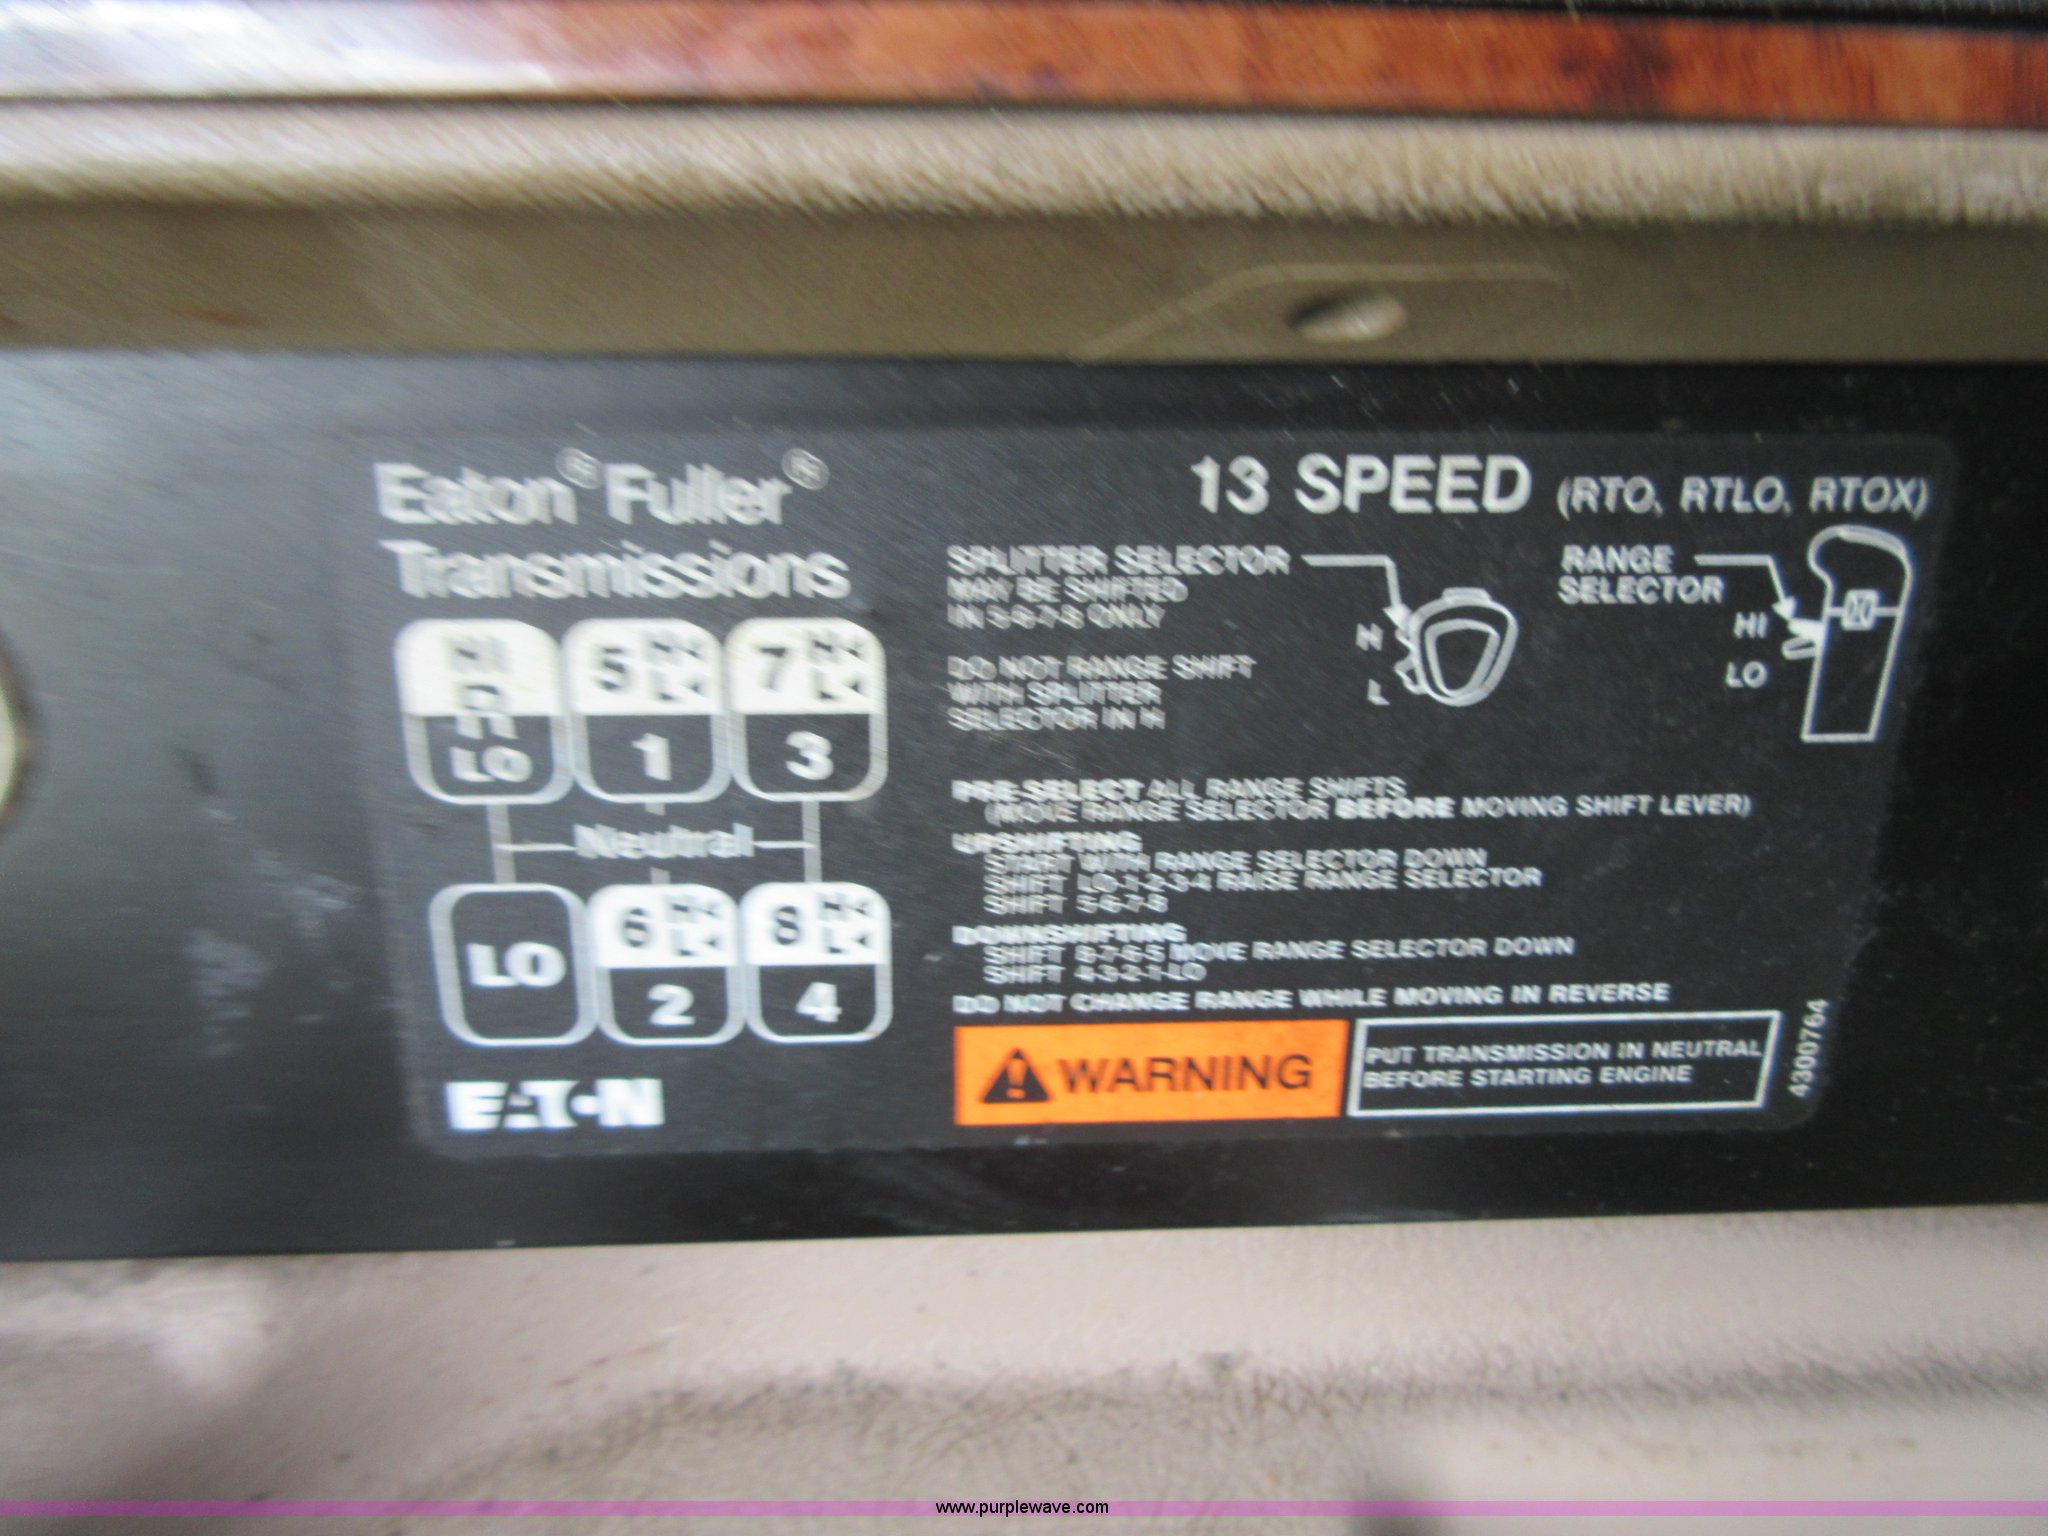 Eaton® Fuller®
Transmissions
13 SPEED (RTO, RTLO, RTOX)
SPLITTER SELECTOR
MAY BE SHIFTED
IN 5-6-7-8 ONLY
DO NOT RANGE SHIFT
WITH SPLITTER
SELECTOR IN H
H
L
RANGE
SELECTOR
HI
LO
HI
R
LO
5 H L
1
7 H L
3
Neutral
LO
6 H L
2
8 H L
4
EATON
PRE-SELECT ALL RANGE SHIFTS
(MOVE RANGE SELECTOR BEFORE MOVING SHIFT LEVER)
UPSHIFTING
START WITH RANGE SELECTOR DOWN
SHIFT LO-1-2-3-4 RAISE RANGE SELECTOR
SHIFT 5-6-7-8
DOWNSHIFTING
SHIFT 8-7-6-5 MOVE RANGE SELECTOR DOWN
SHIFT 4-3-2-1-LO
DO NOT CHANGE RANGE WHILE MOVING IN REVERSE
WARNING
PUT TRANSMISSION IN NEUTRAL
BEFORE STARTING ENGINE
4300764
www.purplewave.com